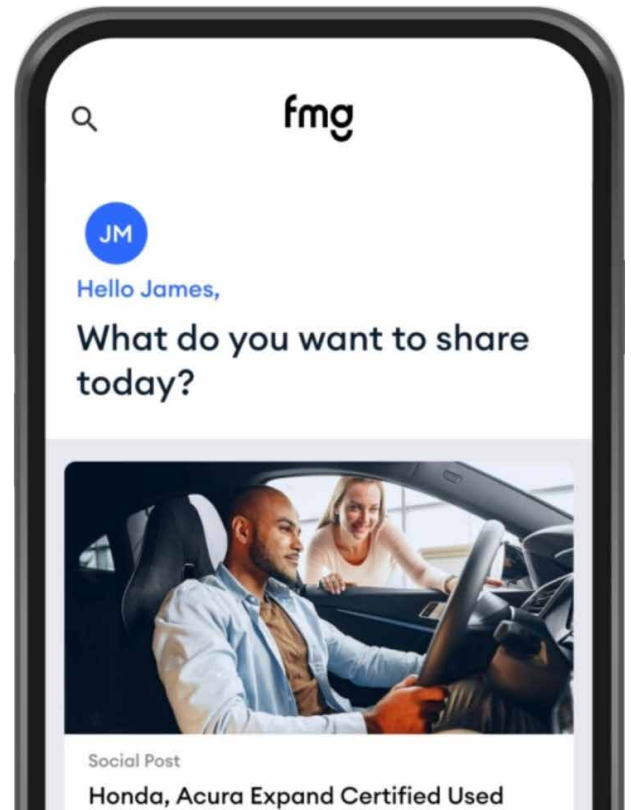 fmg
JM
Hello James,
What do you want to share
today?
Social Post
Honda, Acura Expand Certified Used